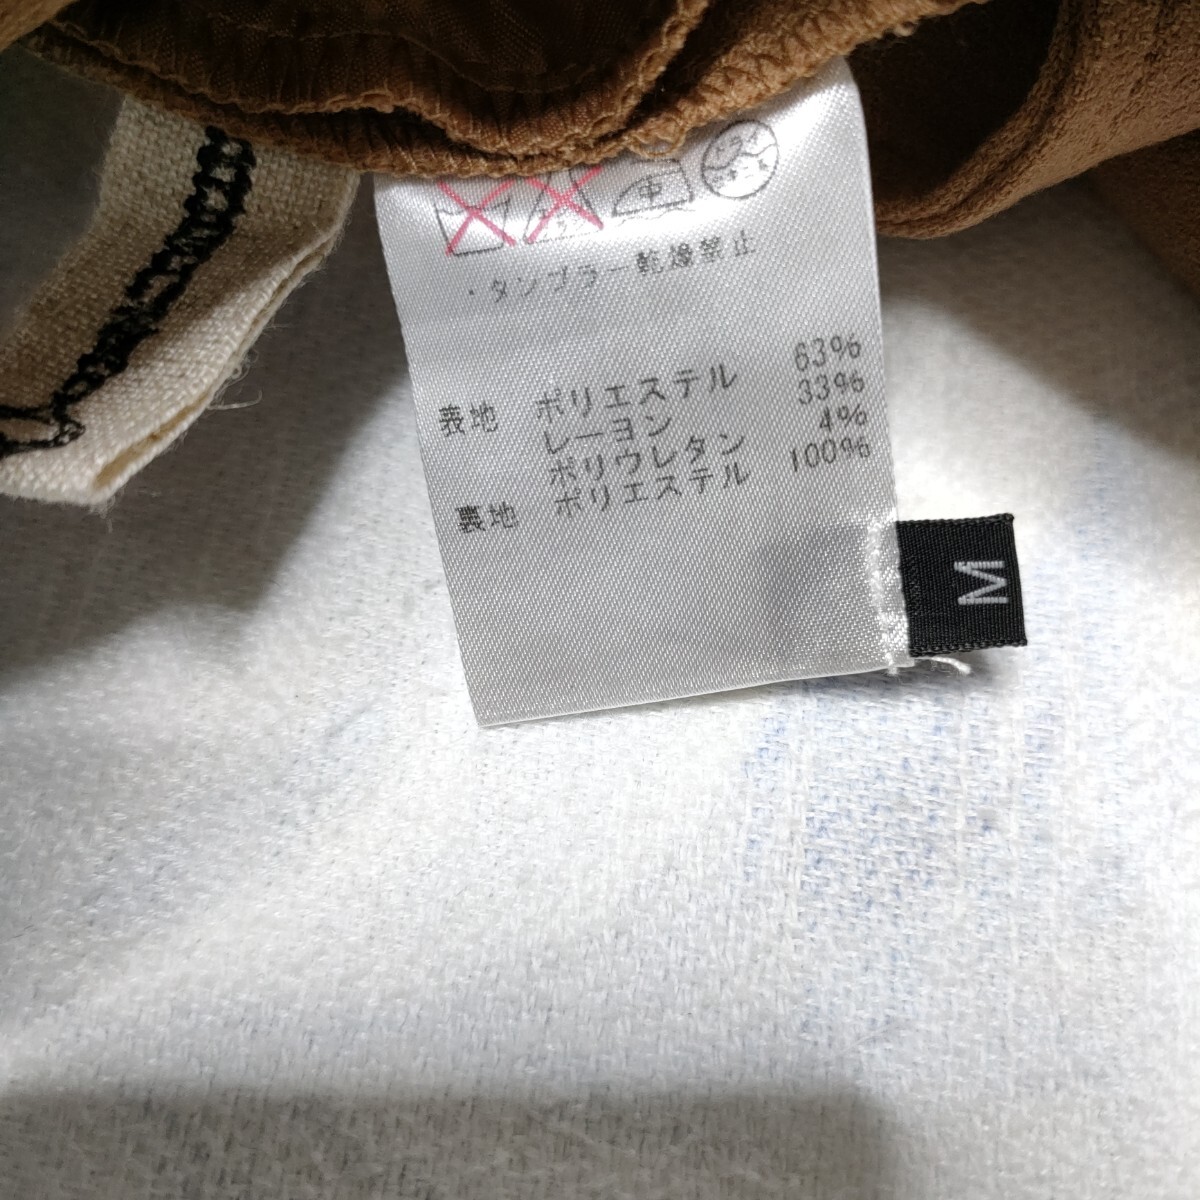 中
・タンブラー乾燥禁止
表地 ポリエステル 63%
レーヨン 33%
ポリウレタン 4%
裏地 ポリエステル 100%
M